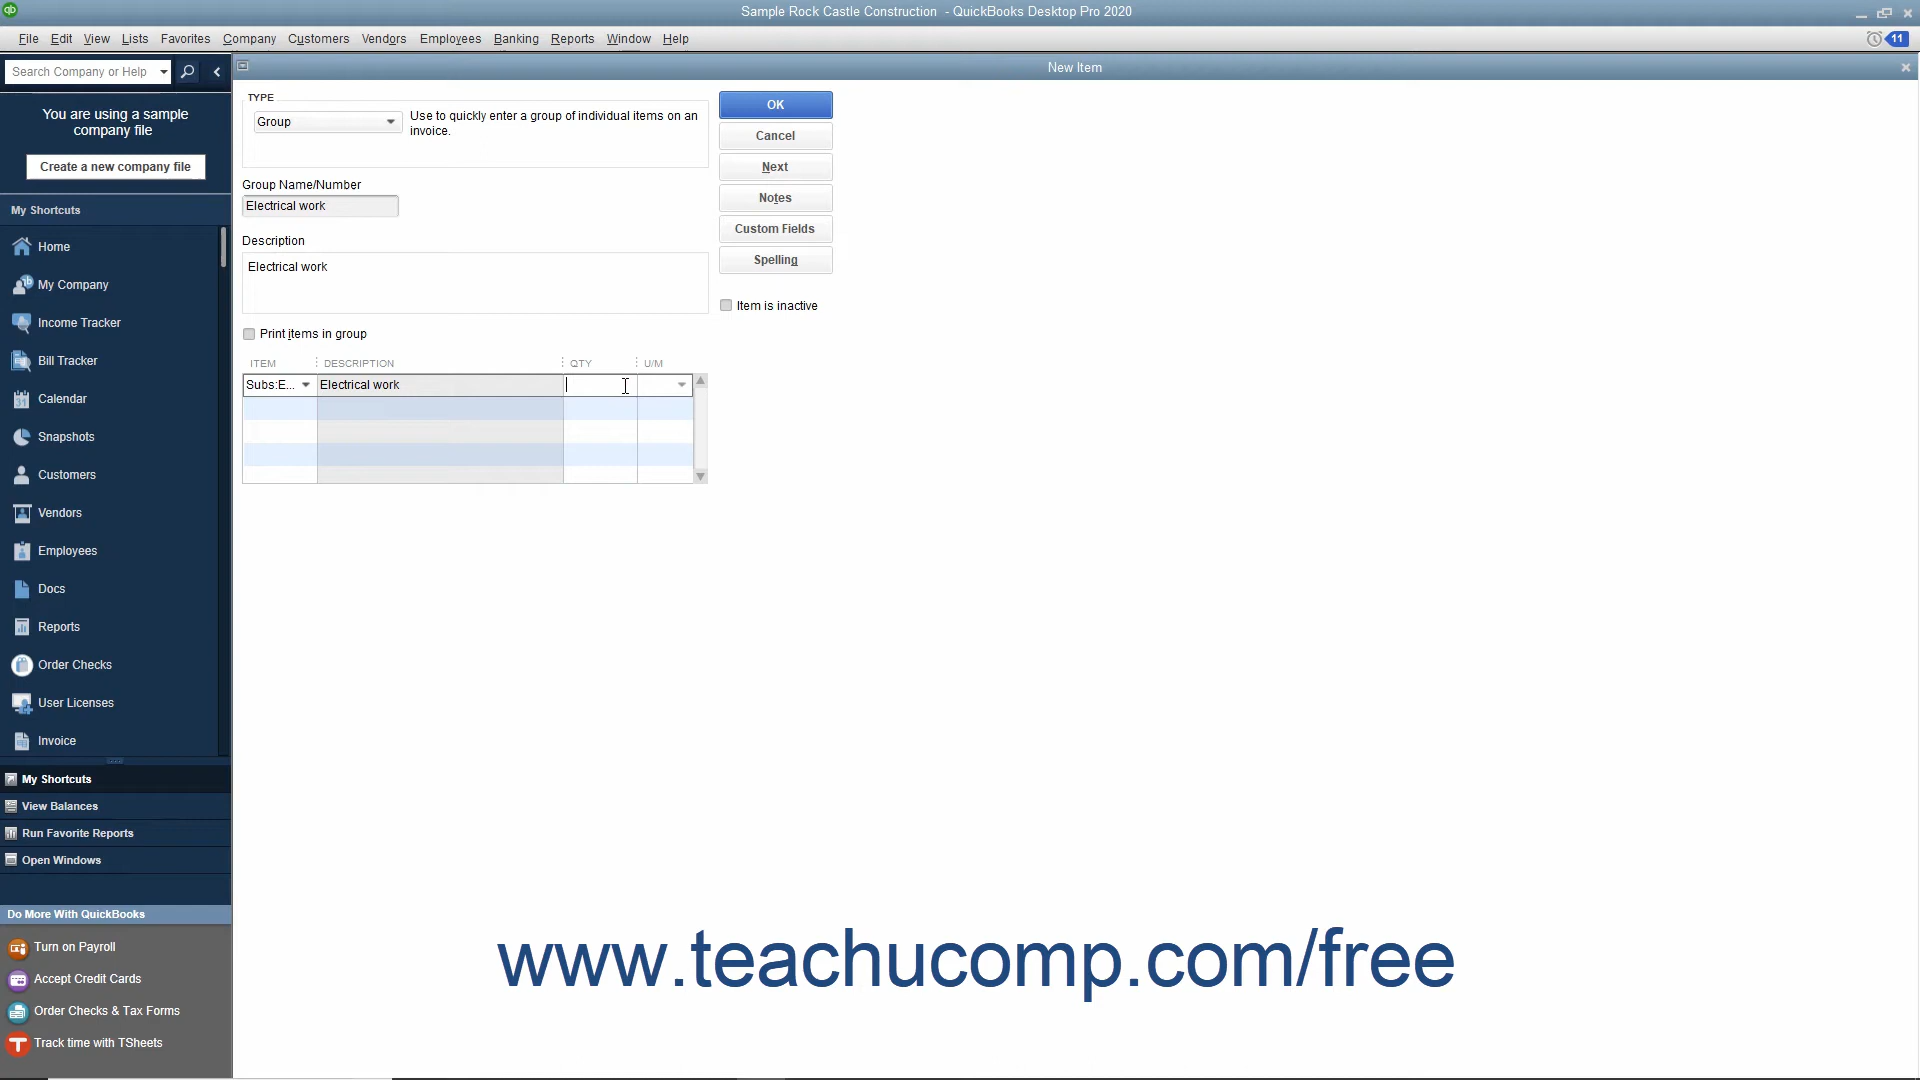 Sample Rock Castle Construction - QuickBooks Desktop Pro 2020
File Edit View Lists Favorites Company Customers Vendors Employees Banking Reports Window Help
11
Search Company or Help
New Item
You are using a sample
company file
Create a new company file
My Shortcuts
Home
My Company
Income Tracker
Bill Tracker
31
Calendar
Snapshots
Customers
Vendors
Employees
Docs
Reports
Order Checks
User Licenses
Invoice
My Shortcuts
View Balances
Run Favorite Reports
Open Windows
Do More With QuickBooks
Turn on Payroll
Accept Credit Cards
Order Checks & Tax Forms
Track time with TSheets
TYPE
Group
Use to quickly enter a group of individual items on an
invoice.
Group Name/Number
Electrical work
Description
Electrical work
Print items in group
ITEM DESCRIPTION QTY U/M
Subs:E... Electrical work
OK
Cancel
Next
Notes
Custom Fields
Spelling
Item is inactive
www.teachucomp.com/free